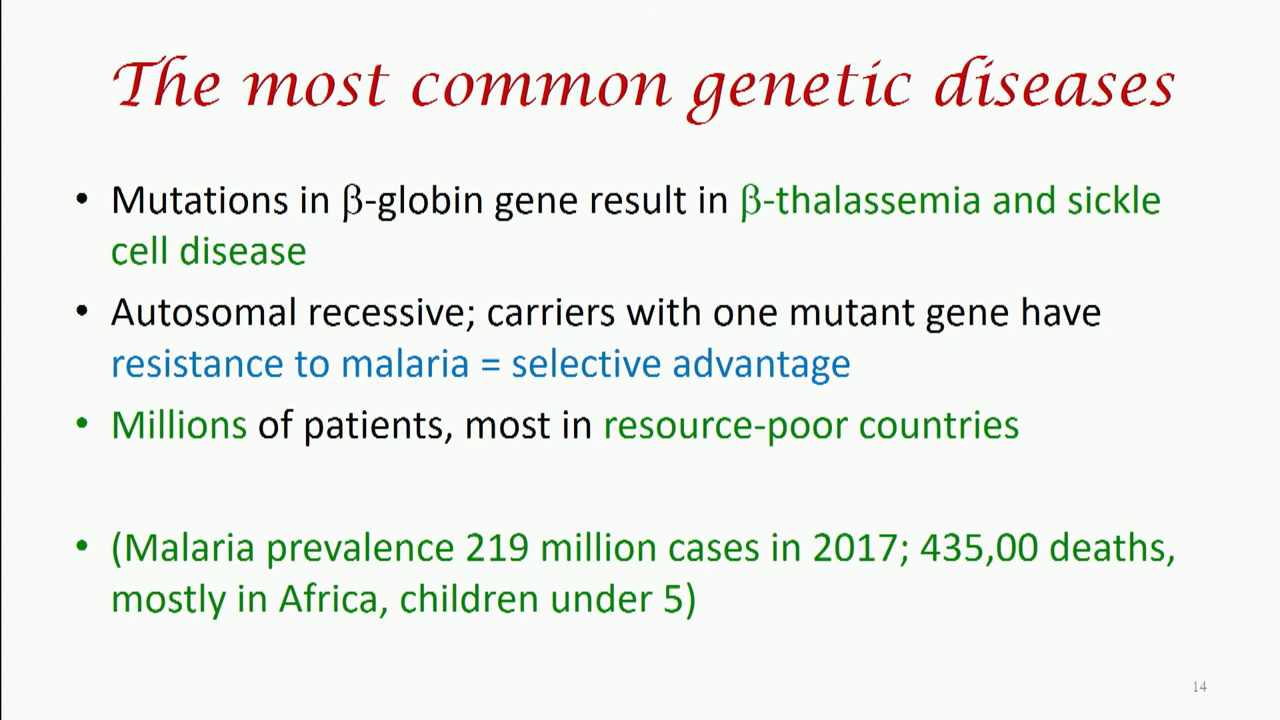 The most common genetic diseases
• Mutations in β-globin gene result in β-thalassemia and sickle
cell disease
• Autosomal recessive; carriers with one mutant gene have
resistance to malaria = selective advantage
• Millions of patients, most in resource-poor countries
• (Malaria prevalence 219 million cases in 2017; 435,00 deaths,
mostly in Africa, children under 5)
14